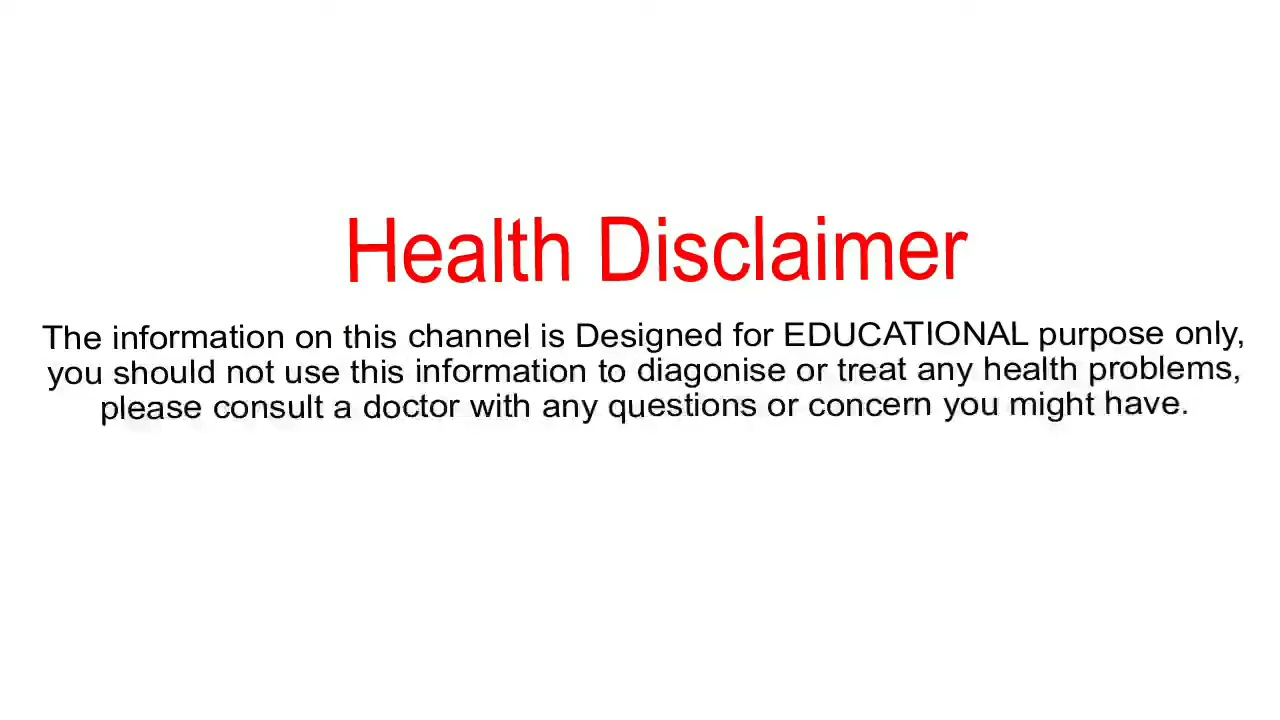 Health Disclaimer
The information on this channel is Designed for EDUCATIONAL purpose only,
you should not use this information to diagonise or treat any health problems,
please consult a doctor with any questions or concern you might have.